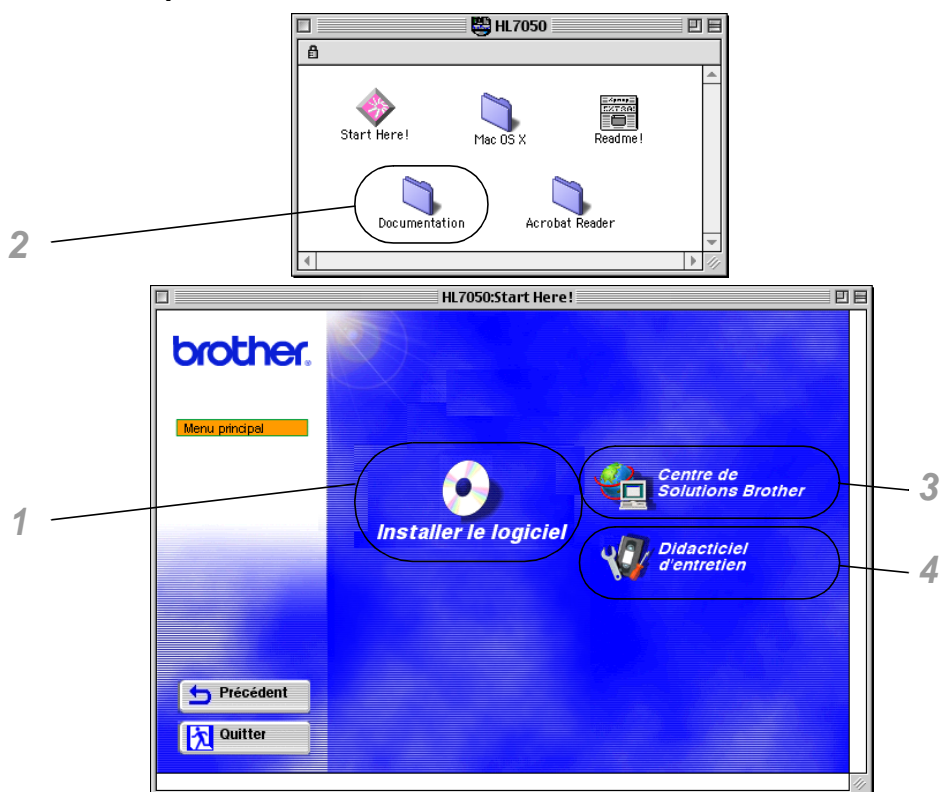 HL7050
Start Here!
Mac OS X
Readme!
Documentation
Acrobat Reader
2
HL7050:Start Here!
brother.
Menu principal
Installer le logiciel
Centre de
Solutions Brother
Didacticiel
d'entretien
1
3
4
Précédent
Quitter